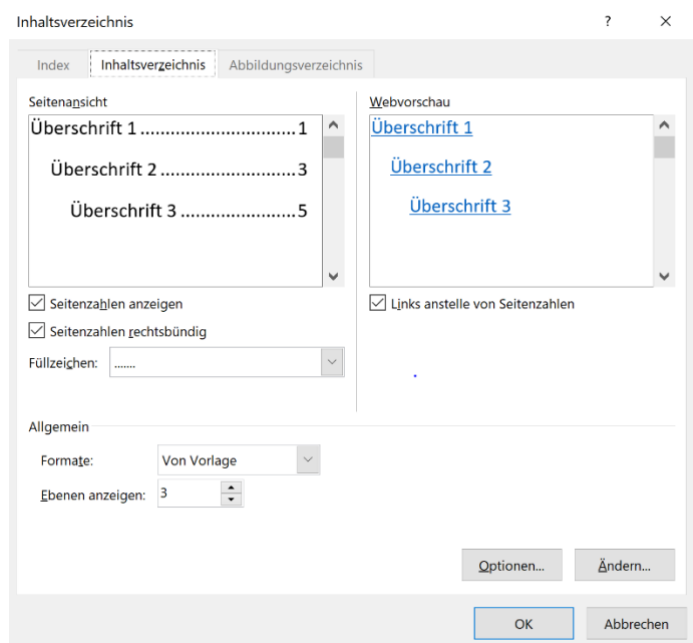 Inhaltsverzeichnis ? ×
Index Inhaltsverzeichnis Abbildungsverzeichnis
Seitenansicht
Überschrift 1 ............................... 1
Überschrift 2 ......................... 3
Überschrift 3 ..................... 5
Webvorschau
Überschrift 1
Überschrift 2
Überschrift 3
Seitenzahlen anzeigen
Seitenzahlen rechtsbündig
Füllzeichen: .......
Links anstelle von Seitenzahlen
Allgemein
Formate: Von Vorlage
Ebenen anzeigen: 3
Optionen... Ändern...
OK Abbrechen